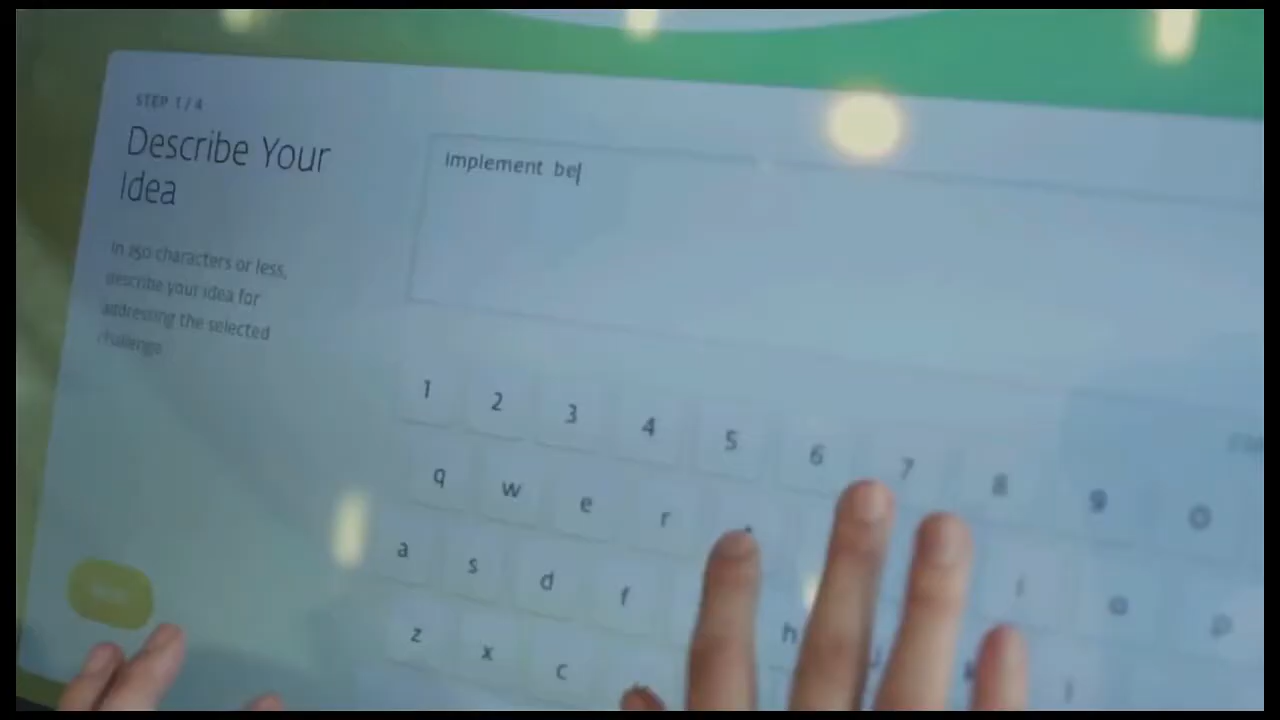 STEP 1/4
Describe Your
Idea
In 250 characters or less,
describe your idea for
addressing the selected
challenge.
implement be
1 2 3 4 5 6 7 8 9 0
q w e r i o p
a s d f h j k l
z x c